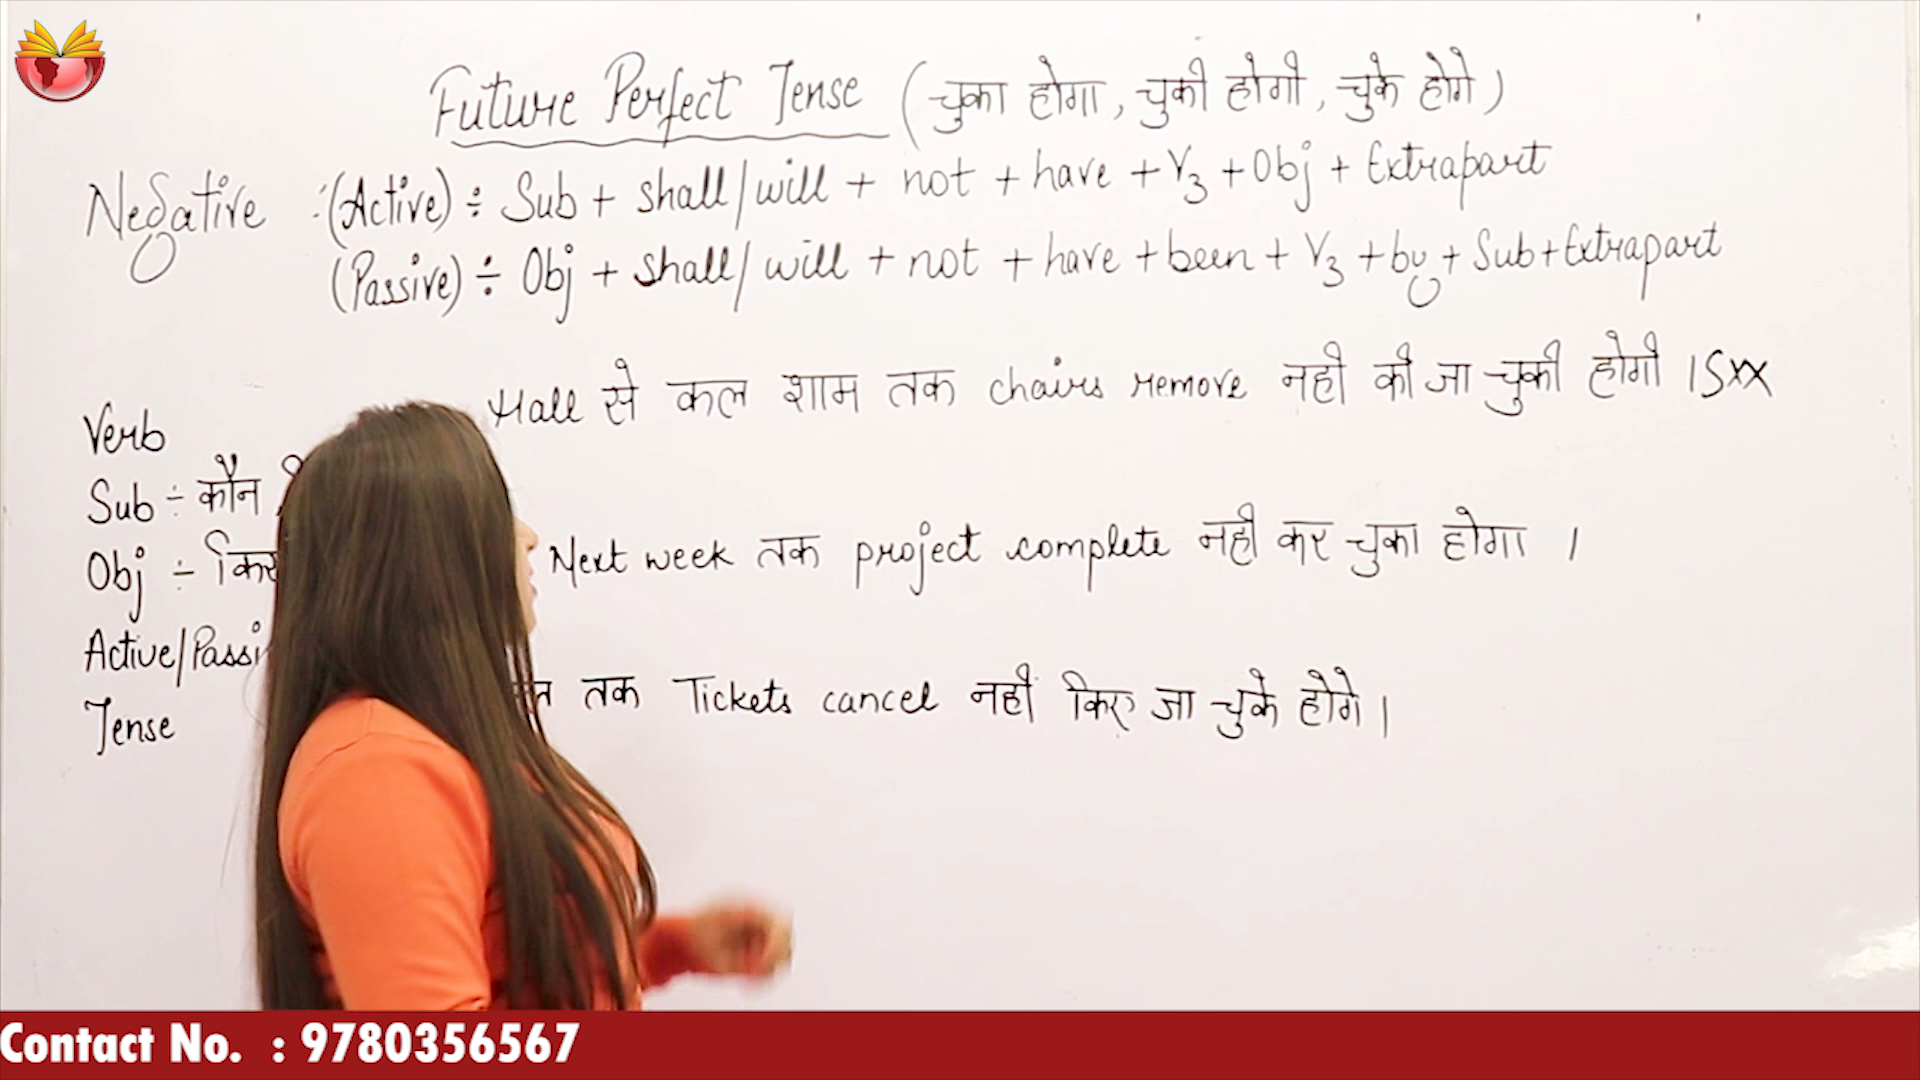 Future Perfect Tense (चुका होगा, चुकी होगी, चुके होगे)
Negative :(Active) ÷ Sub + shall/will + not + have + V3 + Obj + Extrapart
(Passive) ÷ Obj + shall/will + not + have + been + V3 + by + Sub + Extrapart
Hall से कल शाम तक chairs remove नही की जा चुकी होगी । Sxx
Verb
Sub ÷ कौन
Next week तक project complete नही कर चुका होगा ।
Obj ÷
Active/
तक Tickets cancel नही किए जा चुके होगे ।
Tense
Contact No. : 9780356567